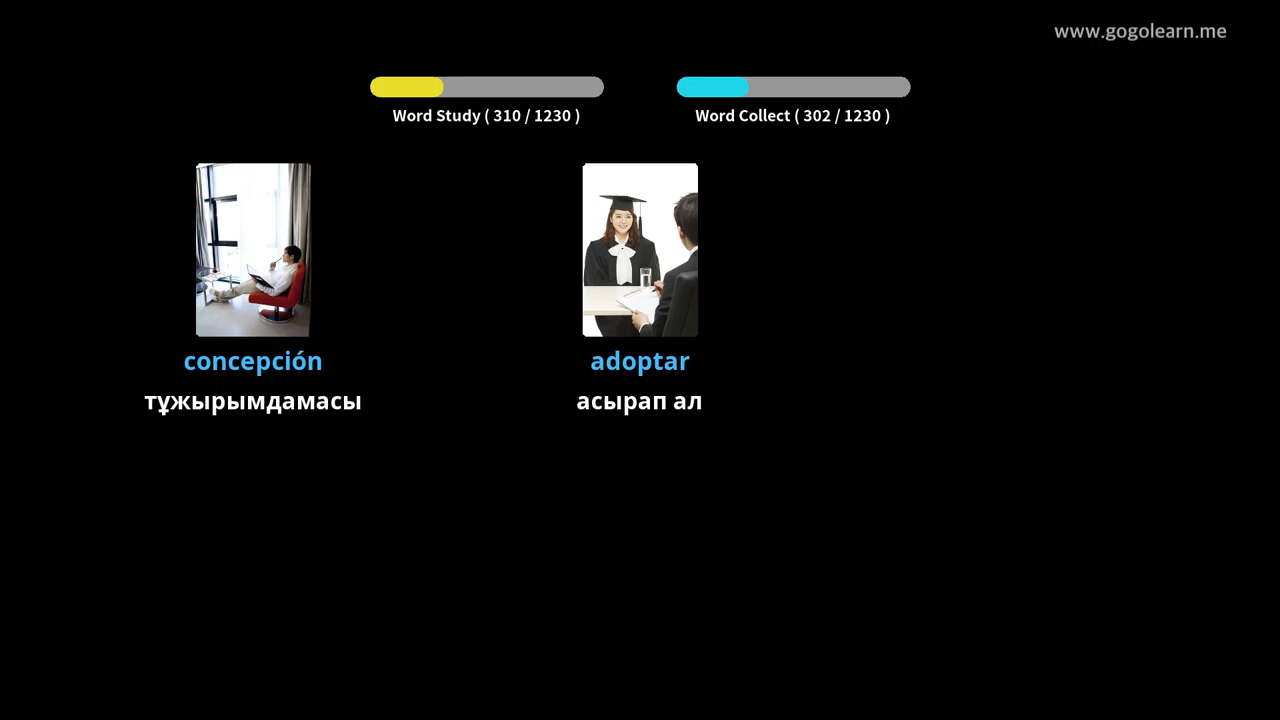 www.gogolearn.me
Word Study ( 310 / 1230 )
Word Collect ( 302 / 1230 )
concepción
adoptar
тұжырымдамасы
асырап ал